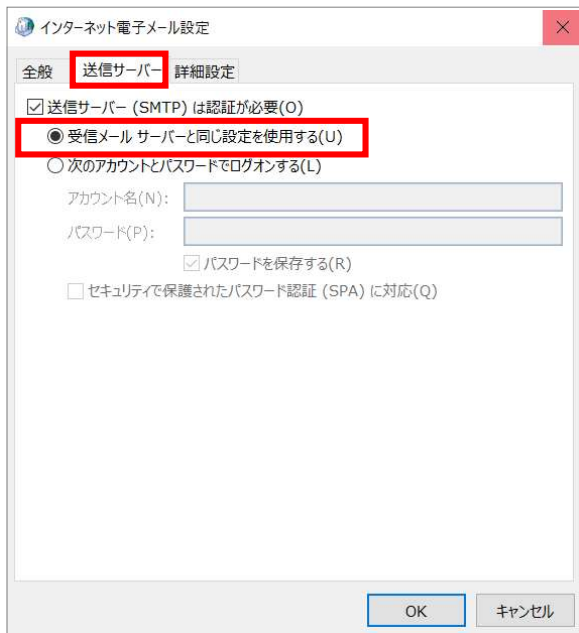 インターネット電子メール設定
全般 送信サーバー 詳細設定
送信サーバー (SMTP) は認証が必要(O)
受信メール サーバーと同じ設定を使用する(U)
次のアカウントとパスワードでログオンする(L)
アカウント名(N):
パスワード(P):
パスワードを保存する(R)
セキュリティで保護されたパスワード認証 (SPA) に対応(Q)
OK キャンセル